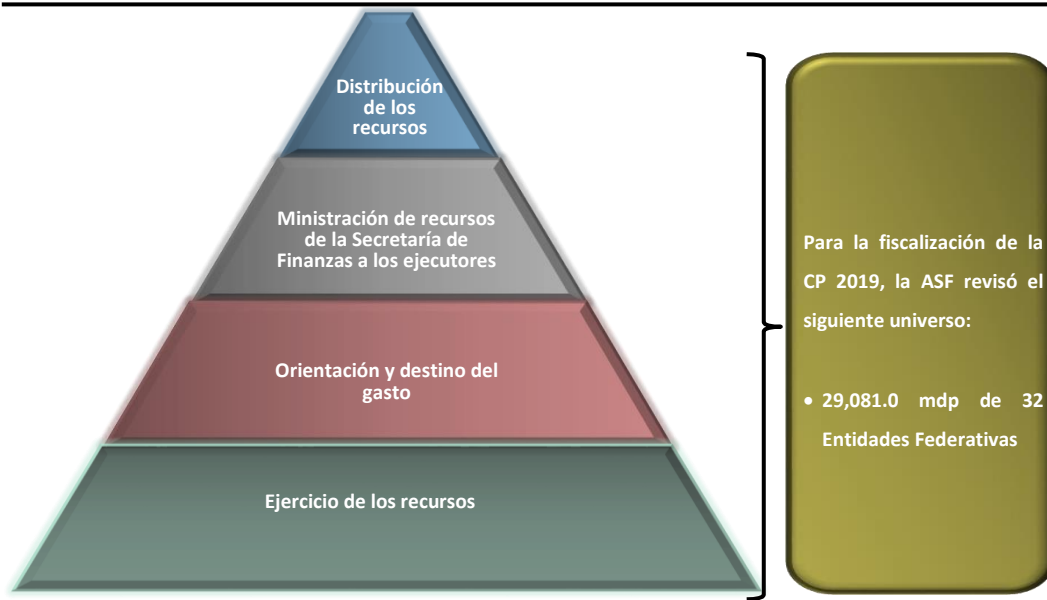 Distribución
de los
recursos
Ministración de recursos
de la Secretaría de
Finanzas a los ejecutores
Orientación y destino del
gasto
Ejercicio de los recursos
Para la fiscalización de la
CP 2019, la ASF revisó el
siguiente universo:
• 29,081.0 mdp de 32
Entidades Federativas